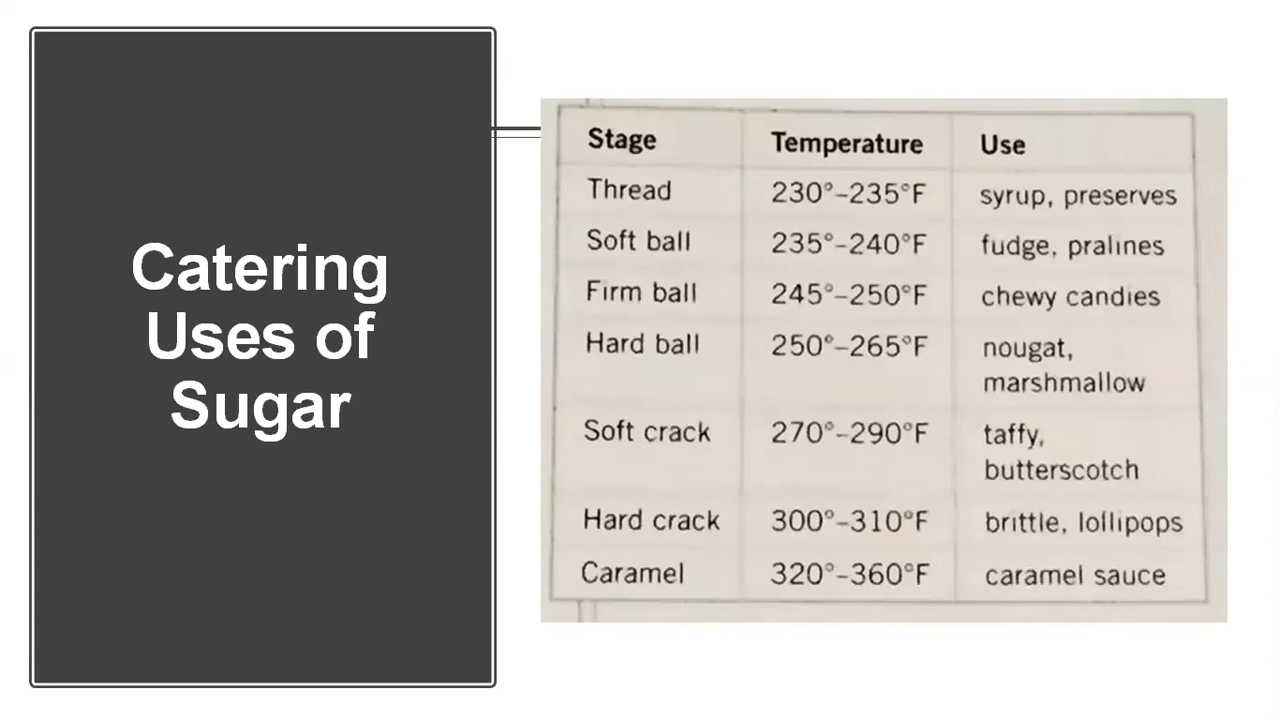 Catering
Uses of
Sugar
Stage Temperature Use
Thread 230°–235°F syrup, preserves
Soft ball 235°–240°F fudge, pralines
Firm ball 245°–250°F chewy candies
Hard ball 250°–265°F nougat,
marshmallow
Soft crack 270°–290°F taffy,
butterscotch
Hard crack 300°–310°F brittle, lollipops
Caramel 320°–360°F caramel sauce